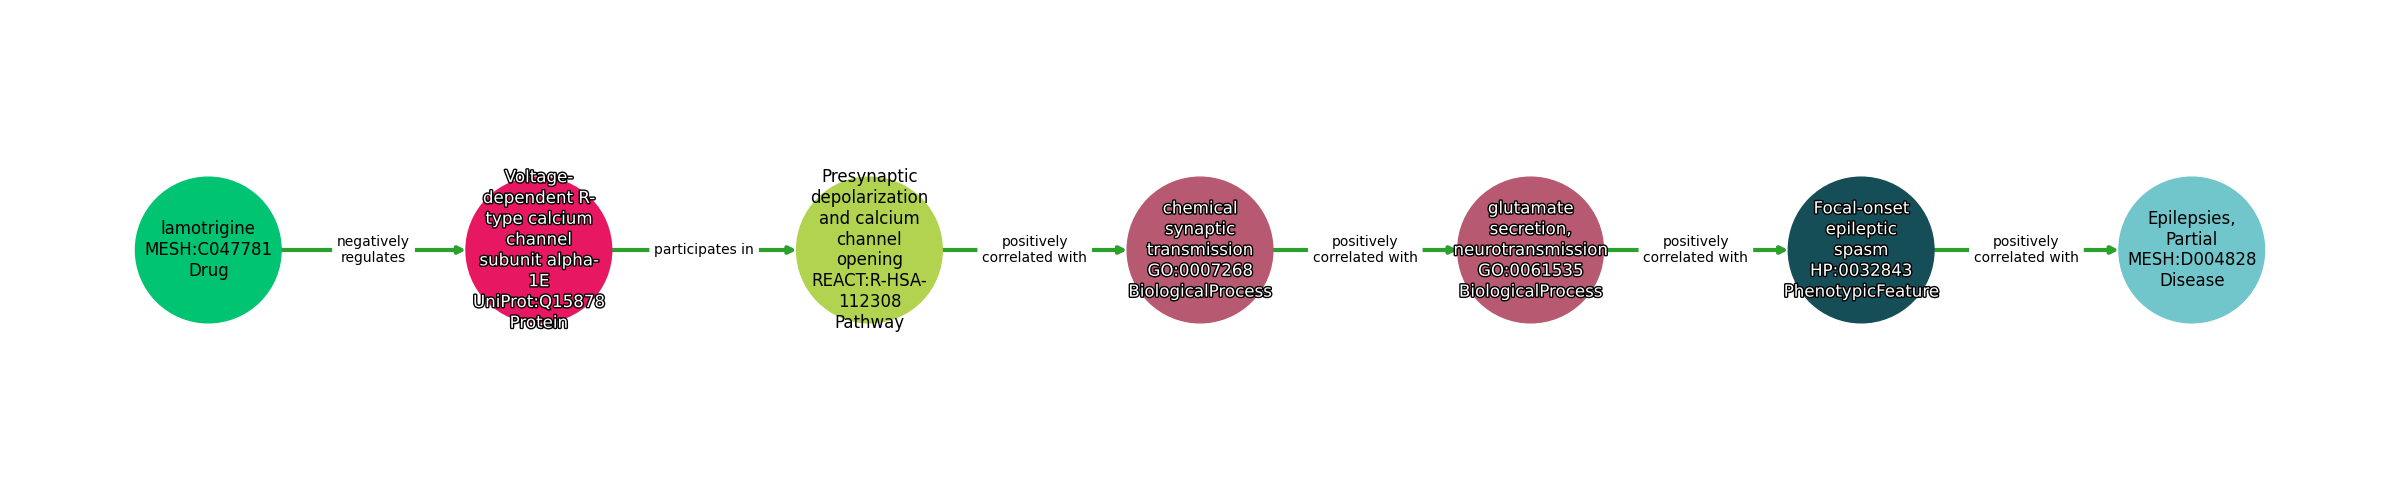 lamotrigine
MESH:C047781
Drug
negatively
regulates
Voltage-
dependent R-
type calcium
channel
subunit alpha-
1E
UniProt:Q15878
Protein
participates in
Presynaptic
depolarization
and calcium
channel
opening
REACT:R-HSA-
112308
Pathway
positively
correlated with
chemical
synaptic
transmission
GO:0007268
BiologicalProcess
positively
correlated with
glutamate
secretion,
neurotransmission
GO:0061535
BiologicalProcess
positively
correlated with
Focal-onset
epileptic
spasm
HP:0032843
PhenotypicFeature
positively
correlated with
Epilepsies,
Partial
MESH:D004828
Disease